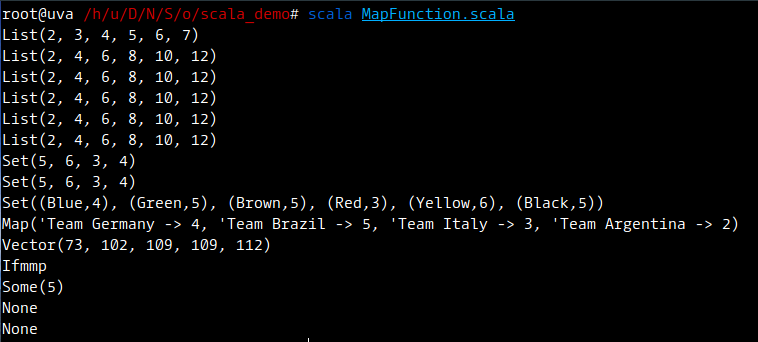 root@uva /h/u/D/N/S/o/scala_demo# scala MapFunction.scala
List(2, 3, 4, 5, 6, 7)
List(2, 4, 6, 8, 10, 12)
List(2, 4, 6, 8, 10, 12)
List(2, 4, 6, 8, 10, 12)
List(2, 4, 6, 8, 10, 12)
List(2, 4, 6, 8, 10, 12)
Set(5, 6, 3, 4)
Set(5, 6, 3, 4)
Set((Blue,4), (Green,5), (Brown,5), (Red,3), (Yellow,6), (Black,5))
Map('Team Germany -> 4, 'Team Brazil -> 5, 'Team Italy -> 3, 'Team Argentina -> 2)
Vector(73, 102, 109, 109, 112)
Ifmmp
Some(5)
None
None